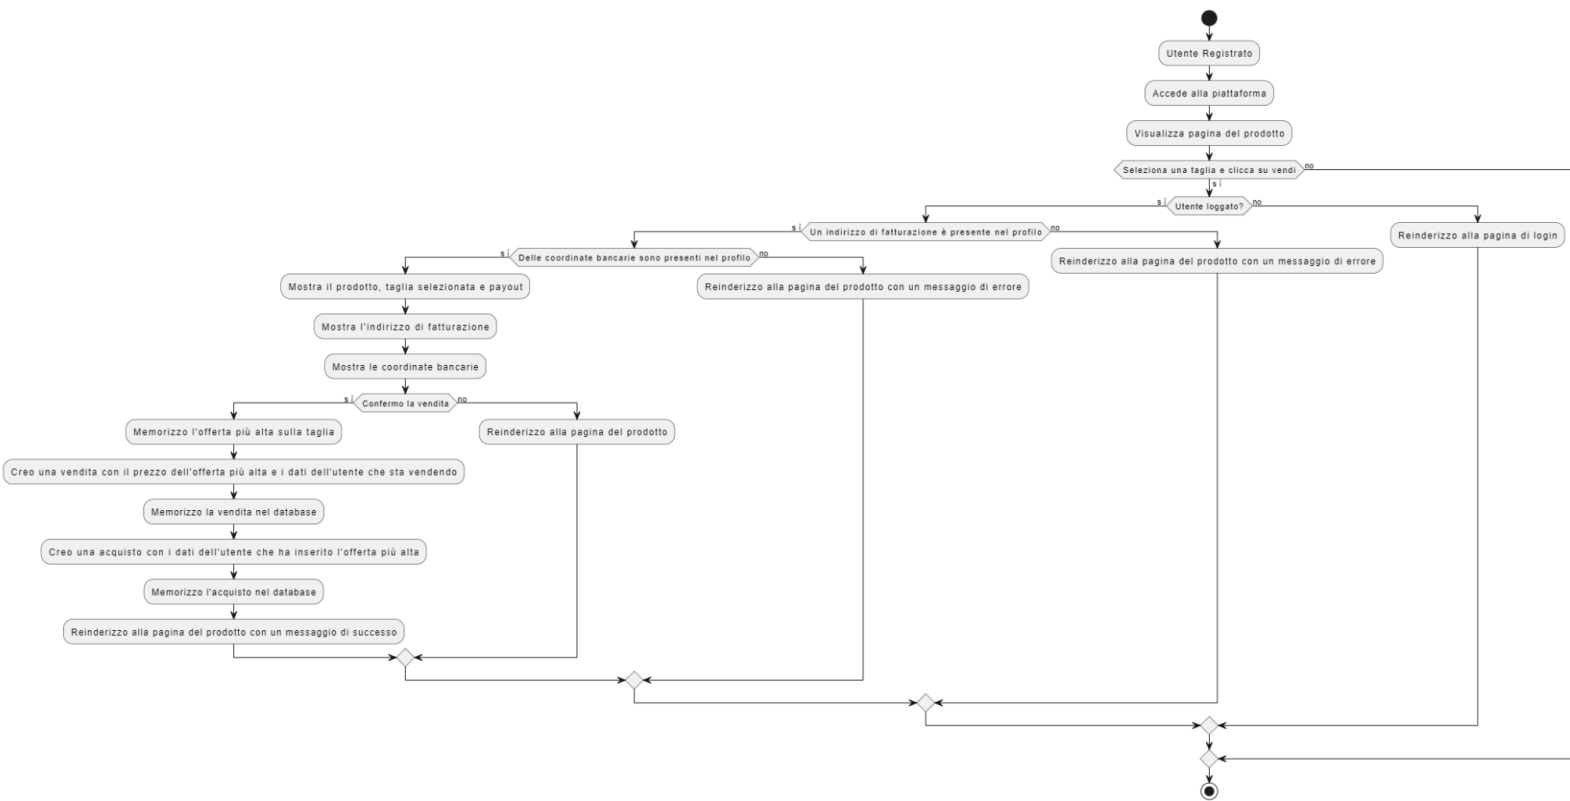 Utente Registrato
Accede alla piattaforma
Visualizza pagina del prodotto
Seleziona una taglia e clicca su vendi
no
si
Utente loggato?
si
no
Un indirizzo di fatturazione è presente nel profilo
si
no
Reinderizzo alla pagina di login
Delle coordinate bancarie sono presenti nel profilo
si
no
Reinderizzo alla pagina del prodotto con un messaggio di errore
Mostra il prodotto, taglia selezionata e payout
Reinderizzo alla pagina del prodotto con un messaggio di errore
Mostra l'indirizzo di fatturazione
Mostra le coordinate bancarie
si
Confermo la vendita
no
Memorizzo l'offerta più alta sulla taglia
Reinderizzo alla pagina del prodotto
Creo una vendita con il prezzo dell'offerta più alta e i dati dell'utente che sta vendendo
Memorizzo la vendita nel database
Creo una acquisto con i dati dell'utente che ha inserito l'offerta più alta
Memorizzo l'acquisto nel database
Reinderizzo alla pagina del prodotto con un messaggio di successo